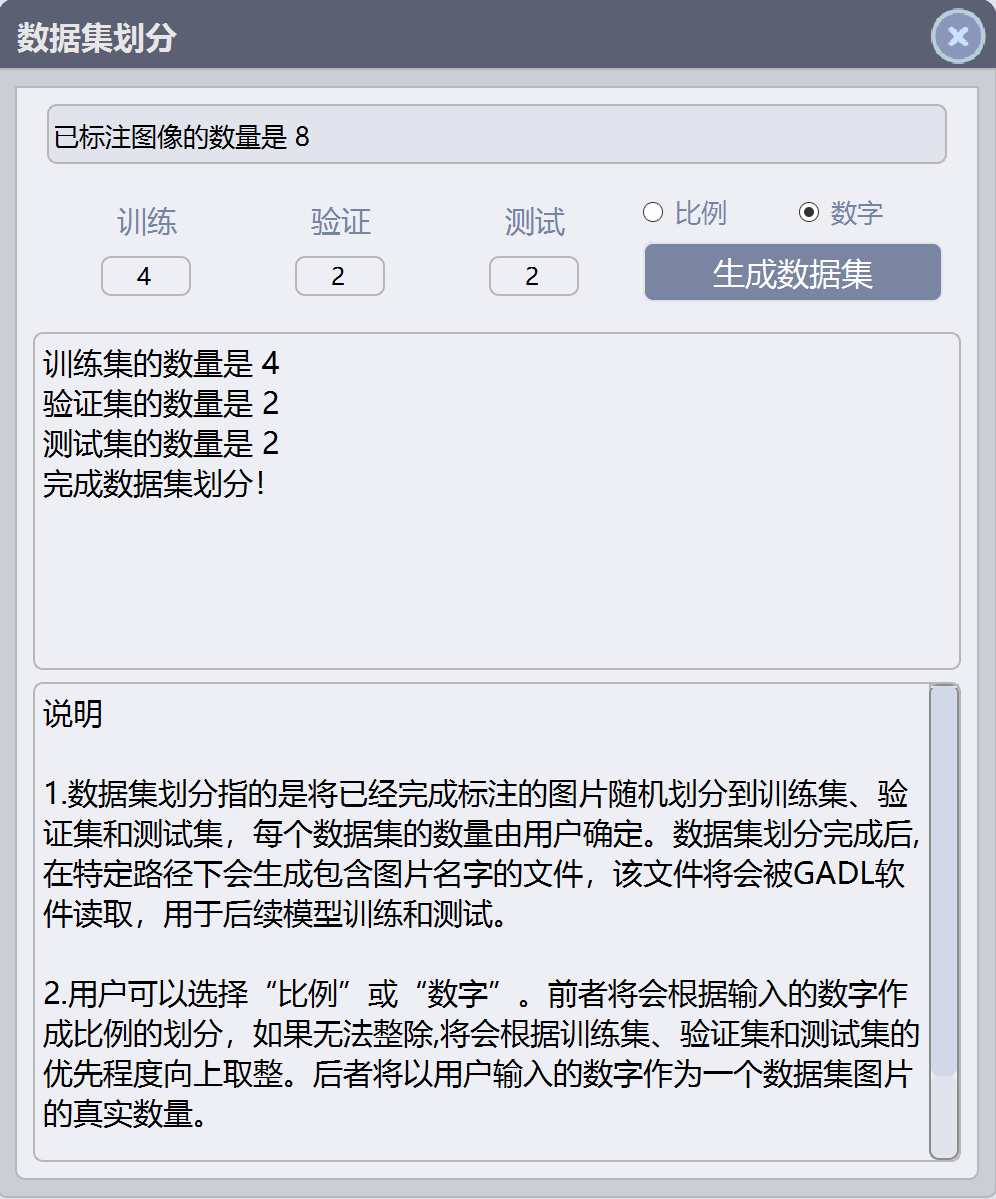 数据集划分
已标注图像的数量是 8
训练 验证 测试 比例 数字
4 2 2 生成数据集
训练集的数量是 4
验证集的数量是 2
测试集的数量是 2
完成数据集划分!
说明
1.数据集划分指的是将已经完成标注的图片随机划分到训练集、验
证集和测试集，每个数据集的数量由用户确定。数据集划分完成后,
在特定路径下会生成包含图片名字的文件，该文件将会被GADL软
件读取，用于后续模型训练和测试。
2.用户可以选择“比例”或“数字”。前者将会根据输入的数字作
成比例的划分，如果无法整除,将会根据训练集、验证集和测试集的
优先程度向上取整。后者将以用户输入的数字作为一个数据集图片
的真实数量。